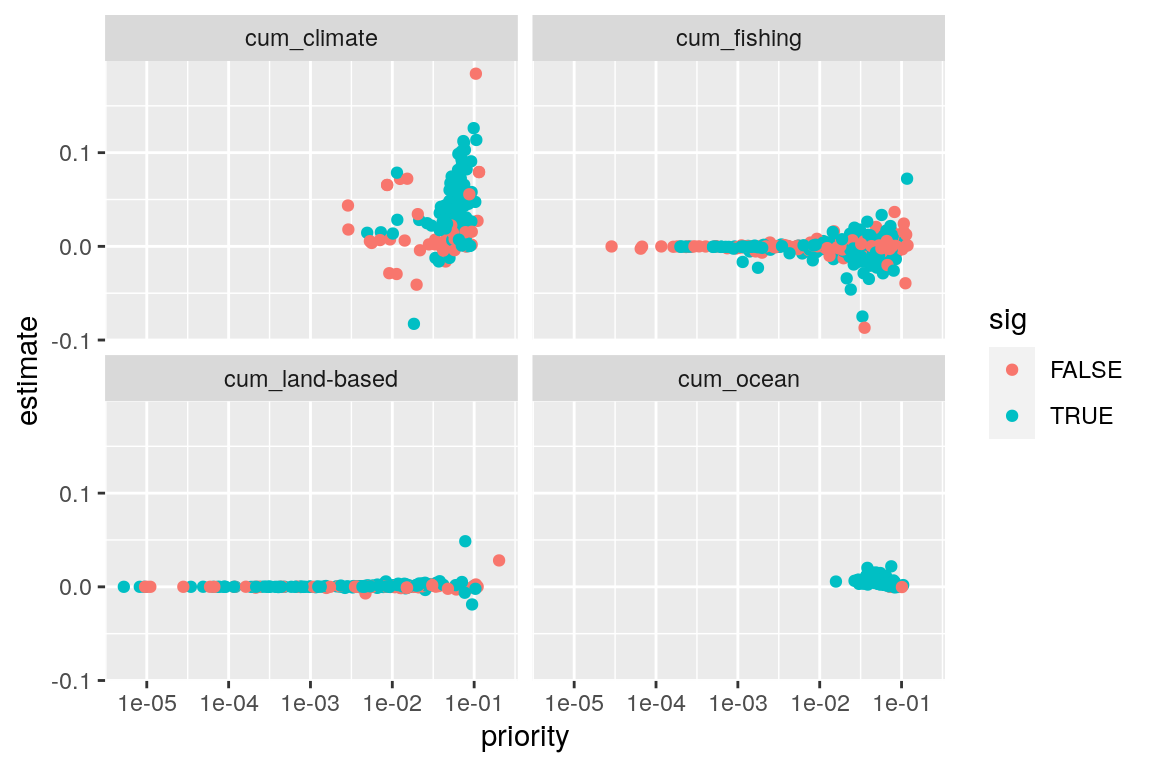 cum_climate
cum_fishing
0.1
0.0
-0.1
cum_land-based
cum_ocean
0.1
0.0
-0.1
1e-05 1e-04 1e-03 1e-02 1e-01
1e-05 1e-04 1e-03 1e-02 1e-01
priority
estimate
sig
FALSE
TRUE